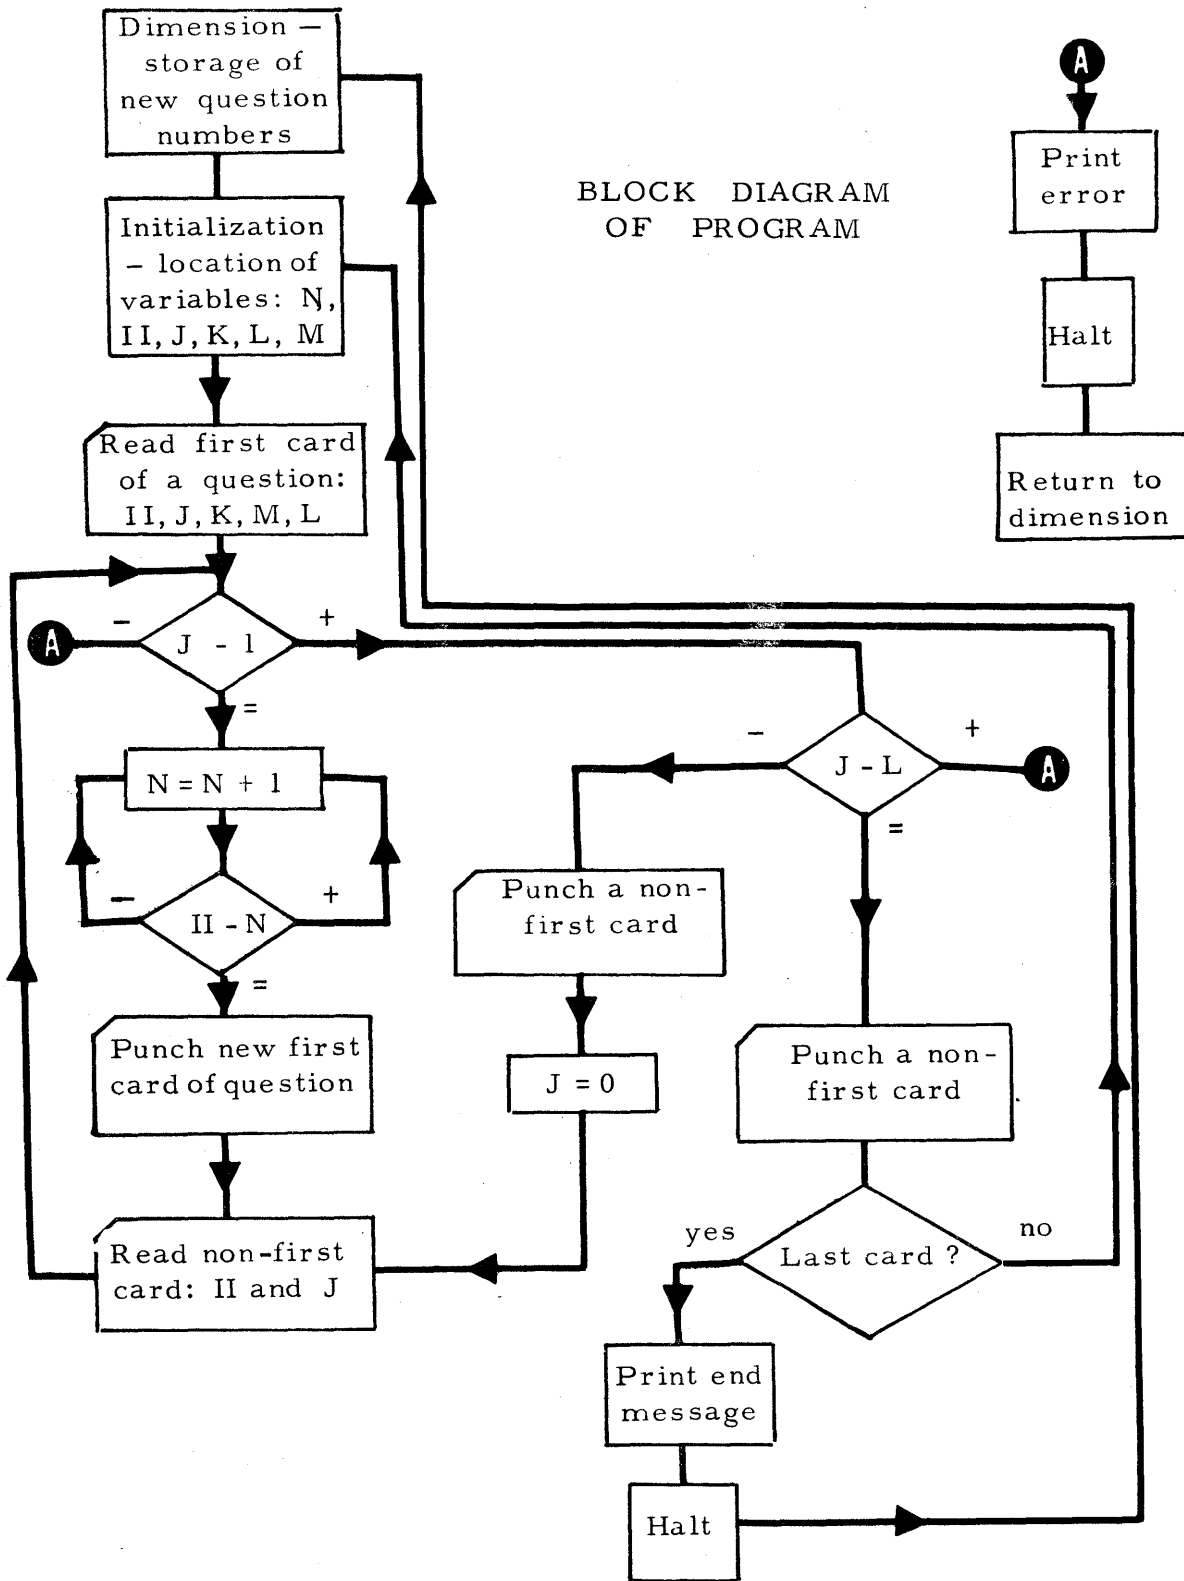 Dimension —
storage of
new question
numbers
Initialization
– location of
variables: N,
II, J, K, L, M
Read first card
of a question:
II, J, K, M, L
BLOCK DIAGRAM
OF PROGRAM
A
Print
error
Halt
Return to
dimension
A
–
J - 1
+
=
N = N + 1
–
II - N
+
=
Punch new first
card of question
Read non-first
card: II and J
–
J - L
+
A
=
Punch a non-
first card
J = 0
Punch a non-
first card
yes
Last card ?
no
Print end
message
Halt